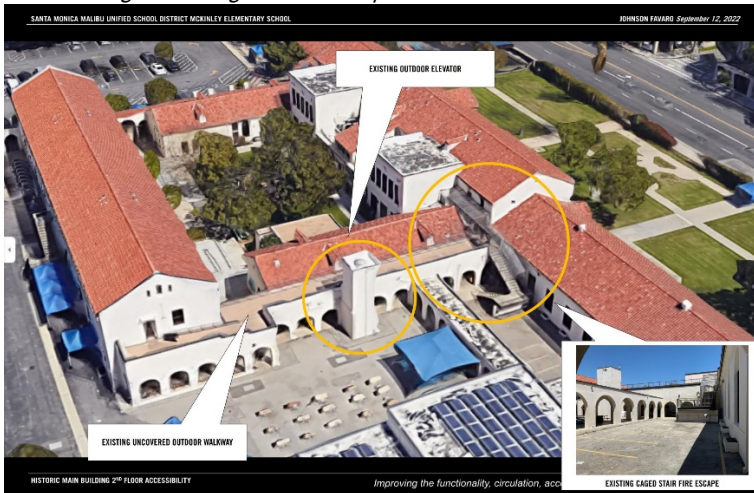 SANTA MONICA MALIBU UNIFIED SCHOOL DISTRICT MCKINLEY ELEMENTARY SCHOOL
JOHNSON FAVARO September 12, 2022
EXISTING OUTDOOR ELEVATOR
EXISTING UNCOVERED OUTDOOR WALKWAY
EXISTING CAGED STAIR FIRE ESCAPE
HISTORIC MAIN BUILDING 2ND FLOOR ACCESSIBILITY
Improving the functionality, circulation,